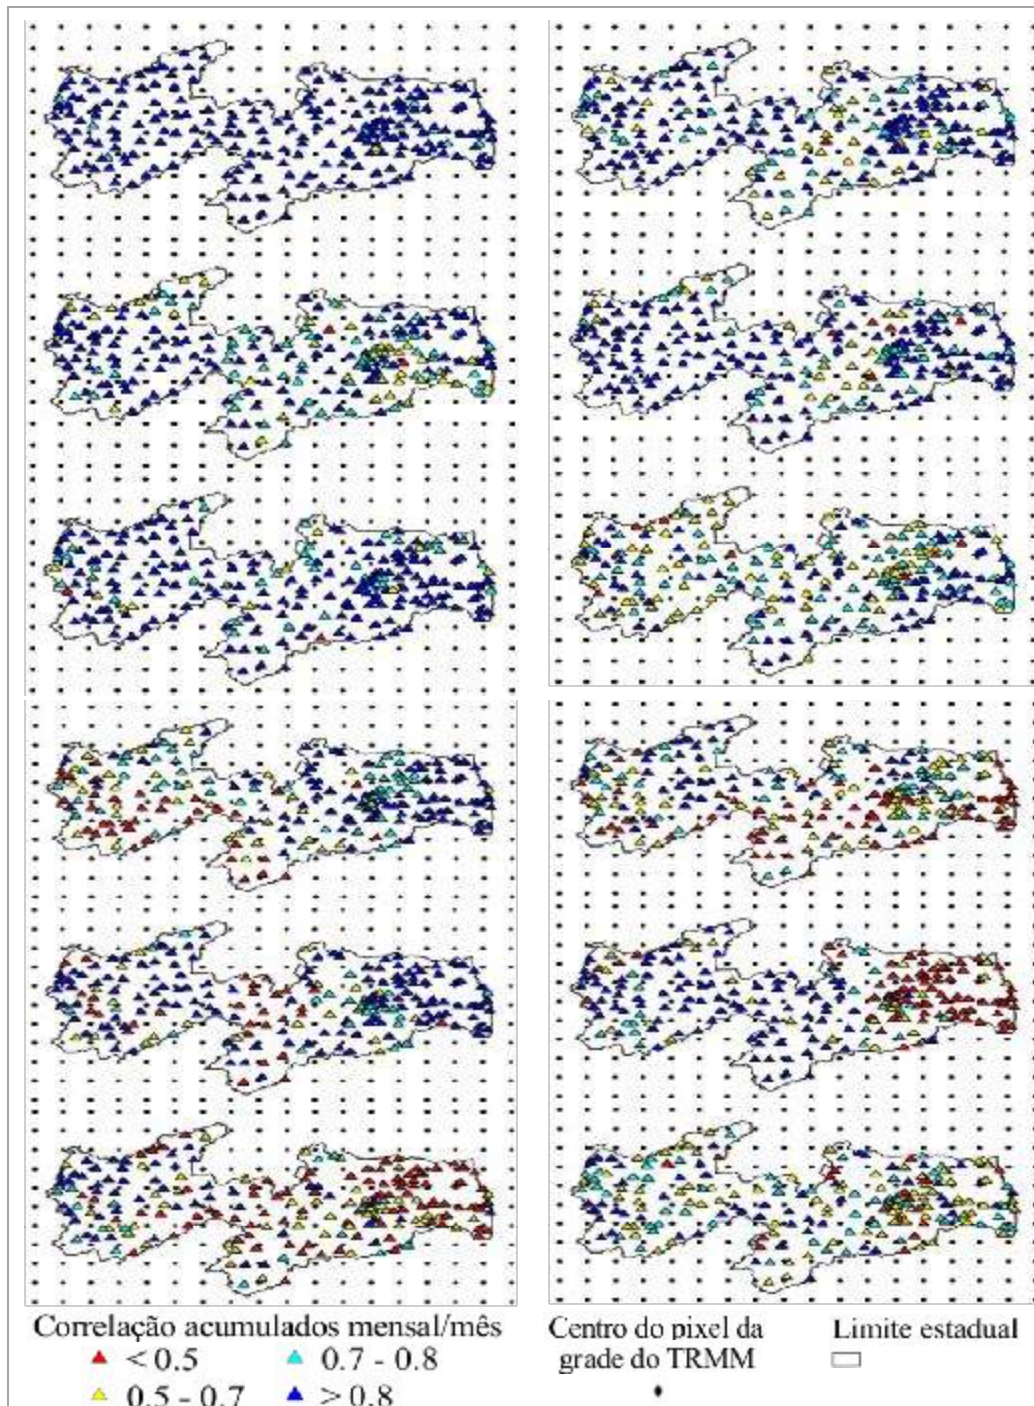 Correlação acumulados mensal/mês
< 0.5
0.7 - 0.8
0.5 - 0.7
> 0.8
Centro do pixel da
grade do TRMM
Limite estadual